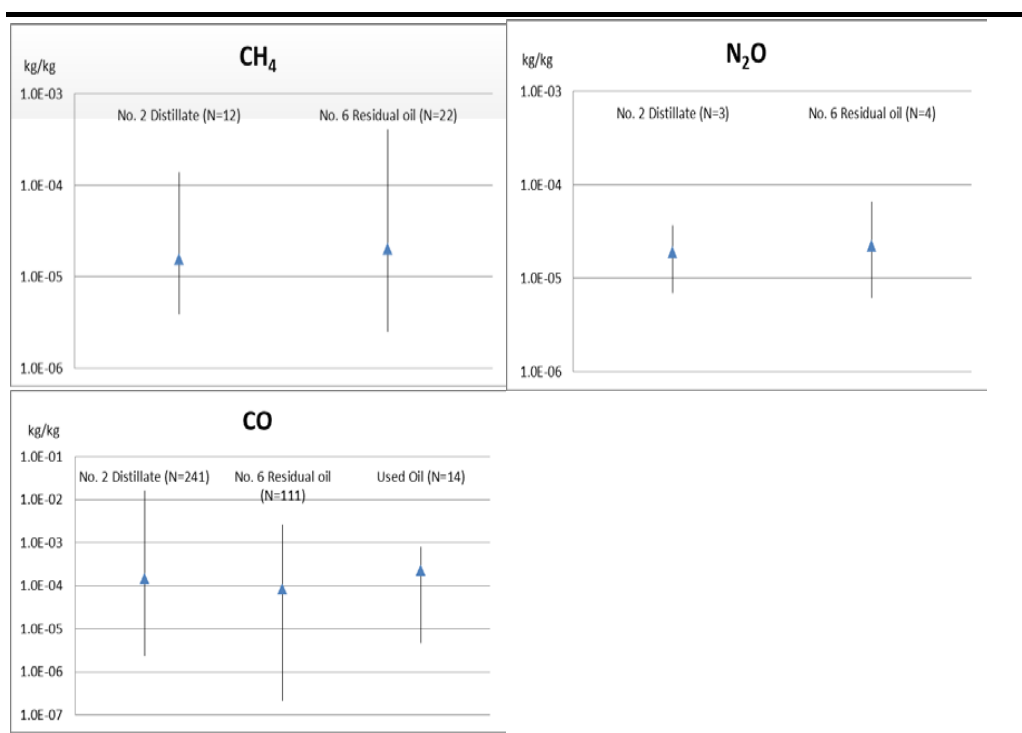 CH₄
kg/kg
1.0E-03
No. 2 Distillate (N=12) No. 6 Residual oil (N=22)
1.0E-04
1.0E-05
1.0E-06
N₂O
kg/kg
1.0E-03
No. 2 Distillate (N=3) No. 6 Residual oil (N=4)
1.0E-04
1.0E-05
1.0E-06
CO
kg/kg
1.0E-01
No. 2 Distillate (N=241) No. 6 Residual oil Used Oil (N=14)
(N=111)
1.0E-02
1.0E-03
1.0E-04
1.0E-05
1.0E-06
1.0E-07